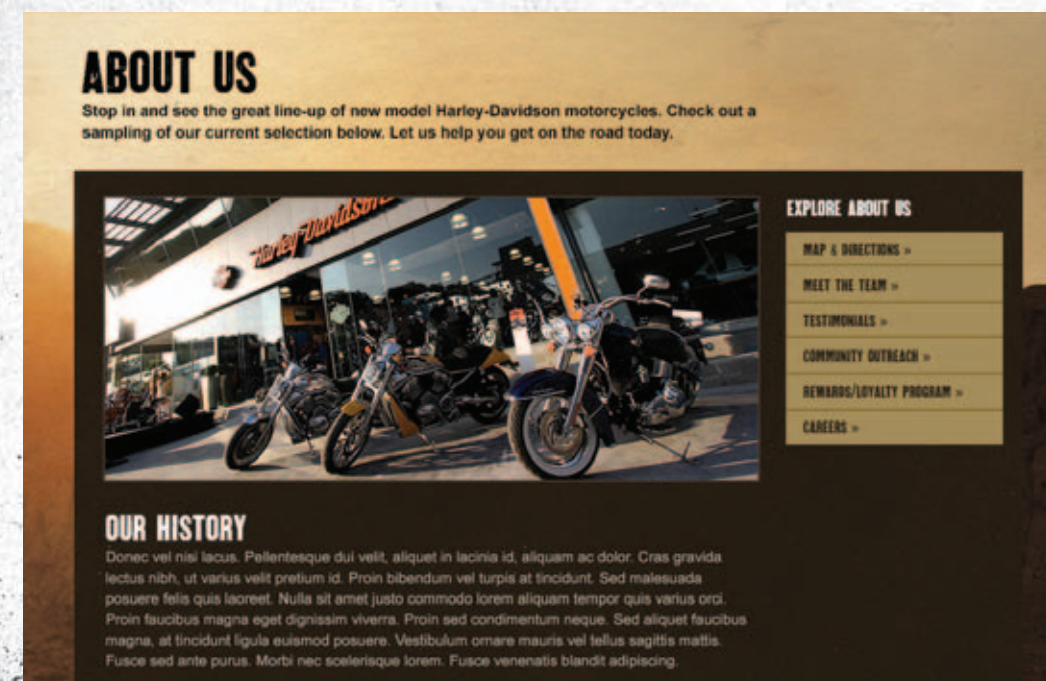 ABOUT US
Stop in and see the great line-up of new model Harley-Davidson motorcycles. Check out a
sampling of our current selection below. Let us help you get on the road today.
Harley-Davidson
EXPLORE ABOUT US
MAP & DIRECTIONS »
MEET THE TEAM »
TESTIMONIALS »
COMMUNITY OUTREACH »
REWARDS/LOYALTY PROGRAM »
CAREERS »
OUR HISTORY
Donec vel nisi lacus. Pellentesque dui velit, aliquet in lacinia id, aliquam ac dolor. Cras gravida
lectus nibh, ut varius velit pretium id. Proin bibendum vel turpis at tincidunt. Sed malesuada
posuere felis quis laoreet. Nulla sit amet justo commodo lorem aliquam tempor quis varius orci.
Proin faucibus magna eget dignissim viverra. Proin sed condimentum neque. Sed aliquet faucibus
magna, at tincidunt ligula euismod posuere. Vestibulum ornare mauris vel tellus sagittis mattis.
Fusce sed ante purus. Morbi nec scelerisque lorem. Fusce venenatis blandit adipiscing.